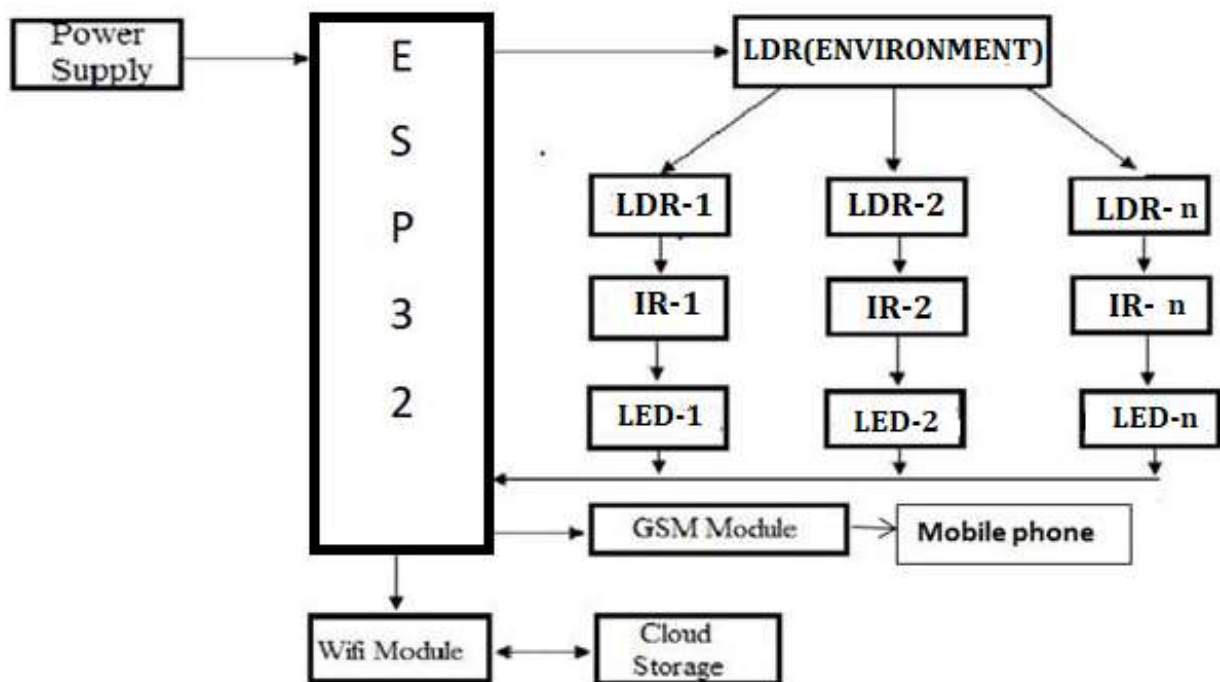 Power
Supply
E
S
P
3
2
LDR(ENVIRONMENT)
LDR-1
LDR-2
LDR- n
IR-1
IR-2
IR- n
LED-1
LED-2
LED-n
GSM Module
Mobile phone
Wifi Module
Cloud
Storage